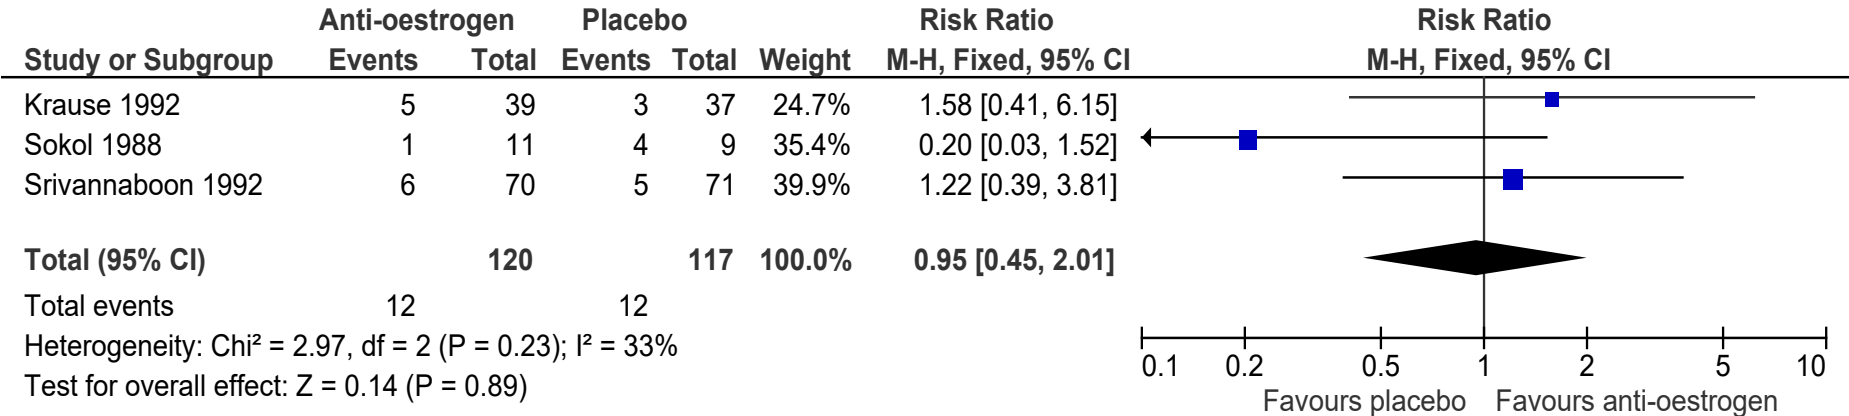 Anti-oestrogen Placebo Risk Ratio Risk Ratio
Study or Subgroup Events Total Events Total Weight M-H, Fixed, 95% CI M-H, Fixed, 95% CI
Krause 1992 5 39 3 37 24.7% 1.58 [0.41, 6.15]
Sokol 1988 1 11 4 9 35.4% 0.20 [0.03, 1.52]
Srivannaboon 1992 6 70 5 71 39.9% 1.22 [0.39, 3.81]
Total (95% CI) 120 117 100.0% 0.95 [0.45, 2.01]
Total events 12 12
Heterogeneity: Chi² = 2.97, df = 2 (P = 0.23); I² = 33%
Test for overall effect: Z = 0.14 (P = 0.89)
0.1 0.2 0.5 1 2 5 10
Favours placebo Favours anti-oestrogen